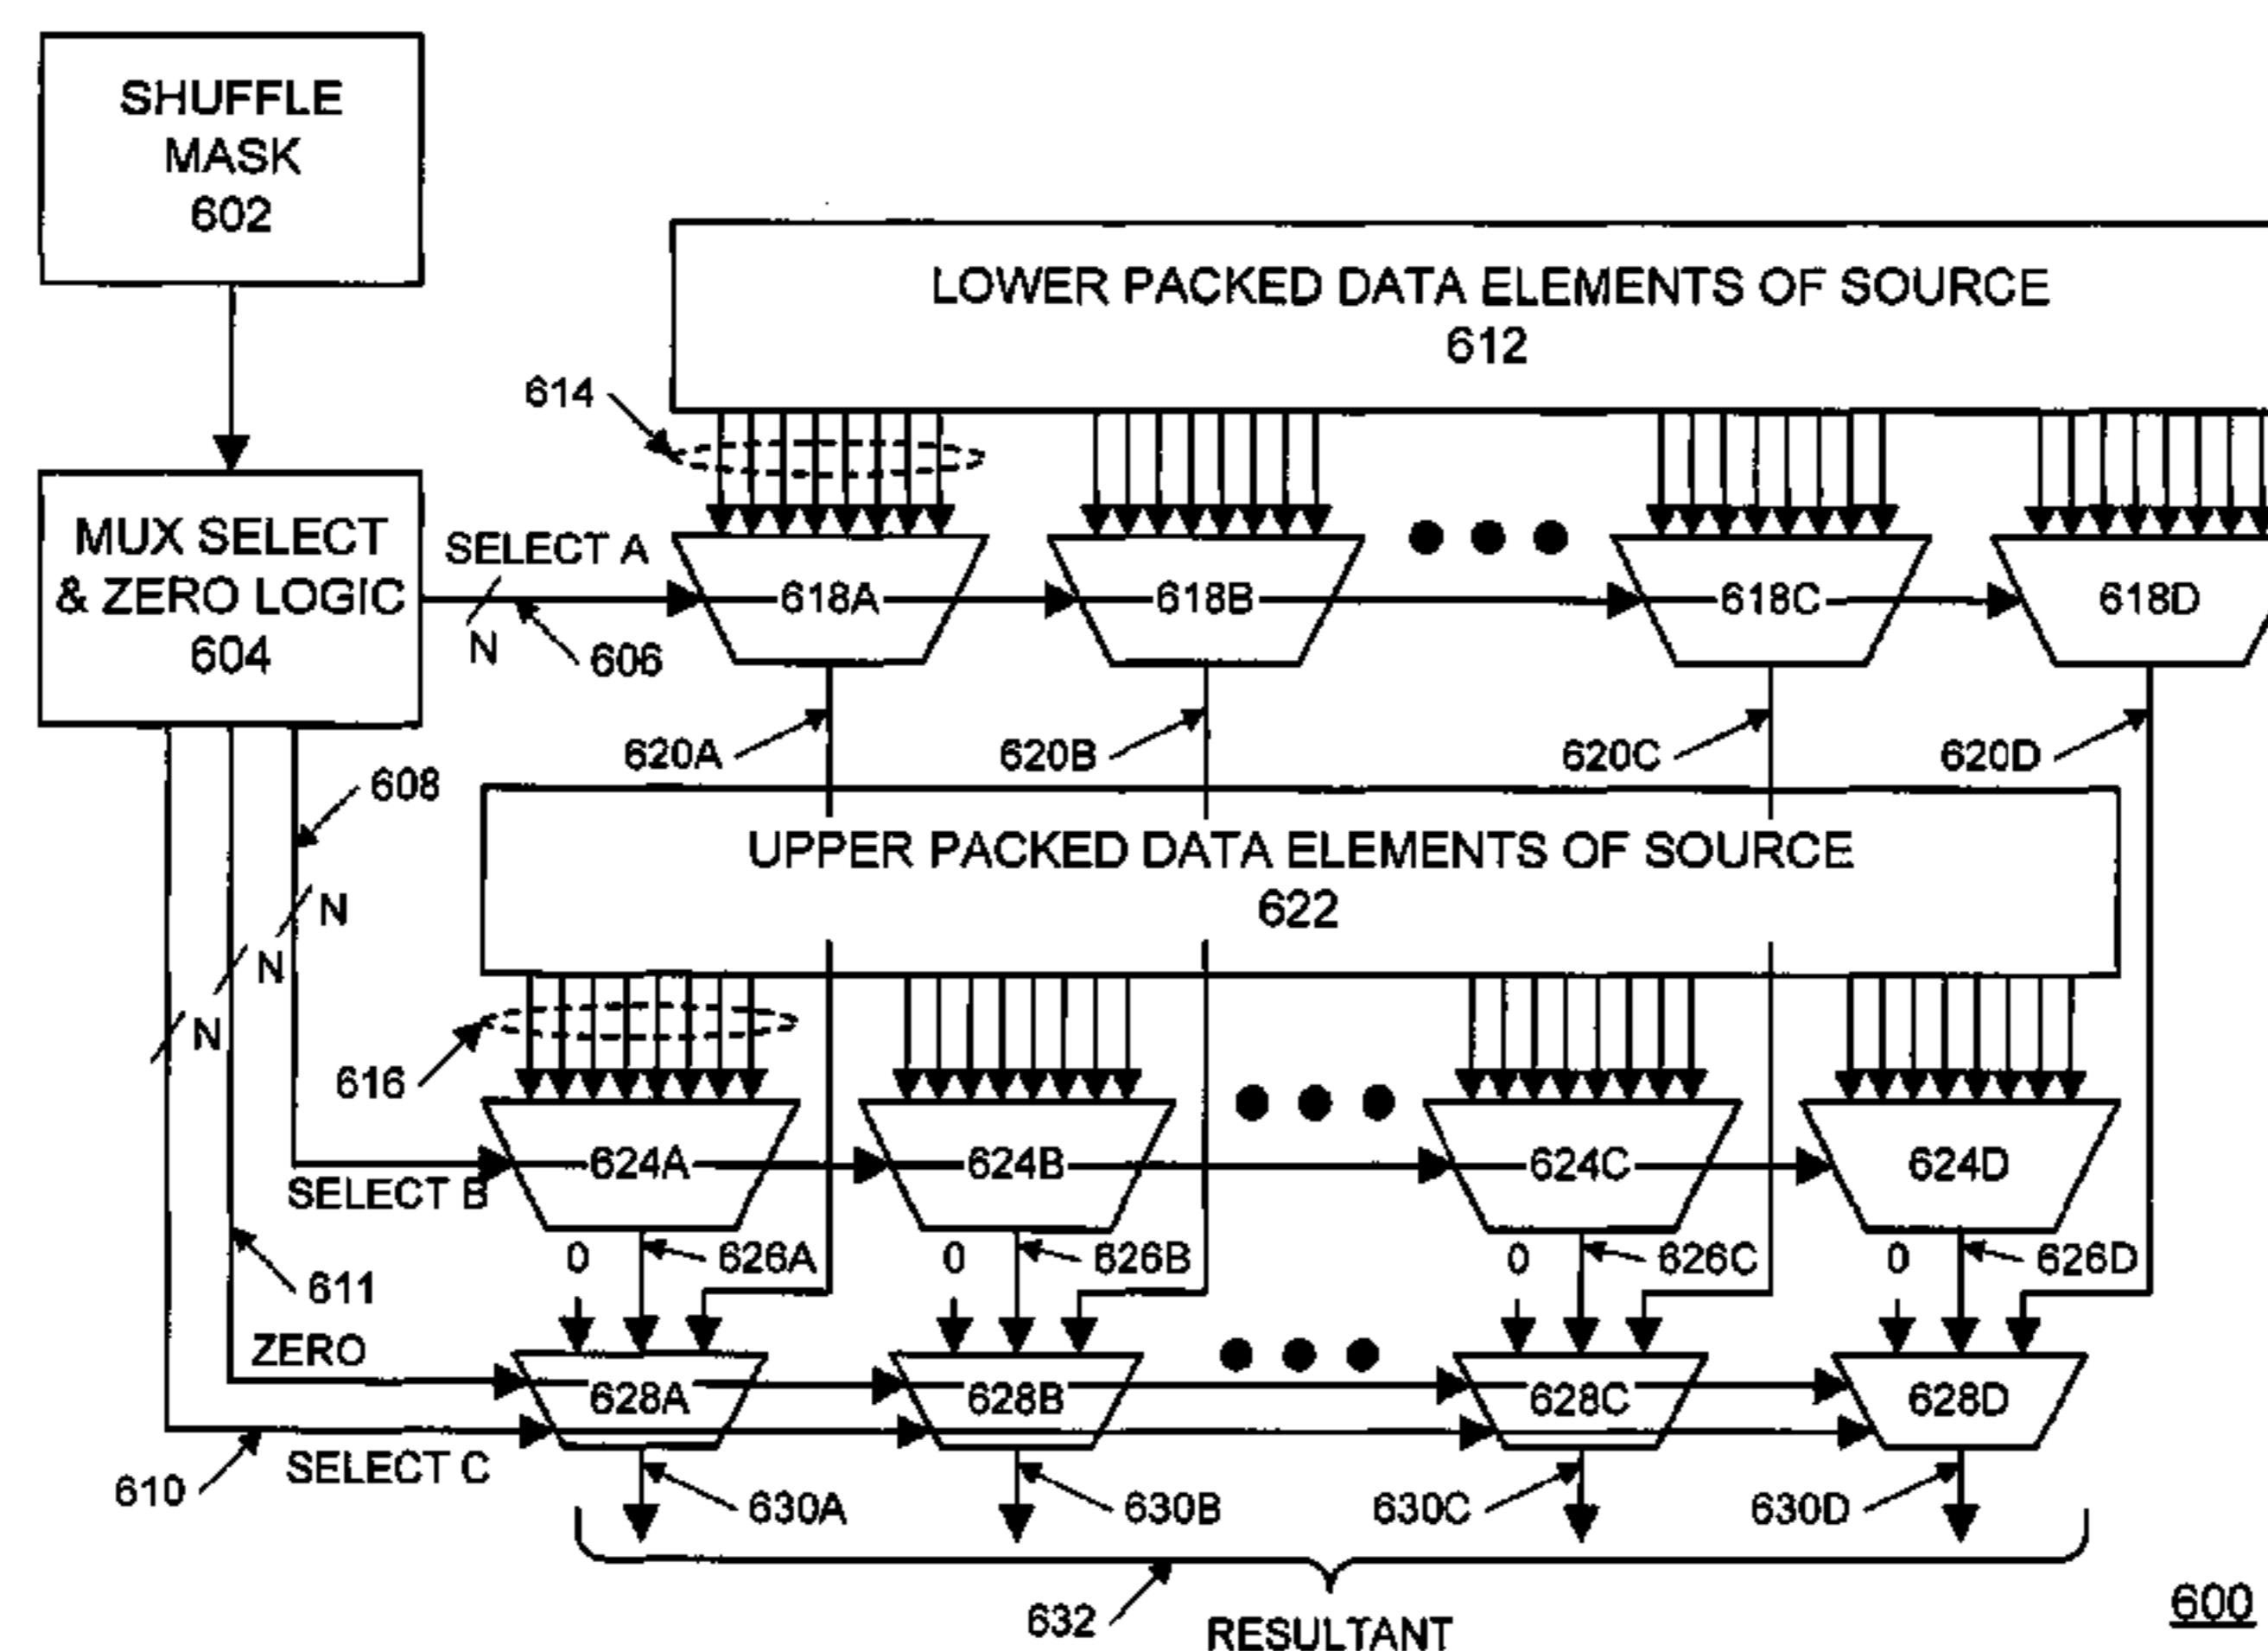 SHUFFLE
MASK
602
LOWER PACKED DATA ELEMENTS OF SOURCE
612
614
MUX SELECT
& ZERO LOGIC
604
SELECT A
N
606
618A
618B
618C
618D
620A
620B
620C
620D
608
UPPER PACKED DATA ELEMENTS OF SOURCE
622
N
N
N
616
624A
624B
624C
624D
SELECT B
0
626A
0
626B
0
626C
0
626D
611
ZERO
628A
628B
628C
628D
610
SELECT C
630A
630B
630C
630D
632
RESULTANT
600